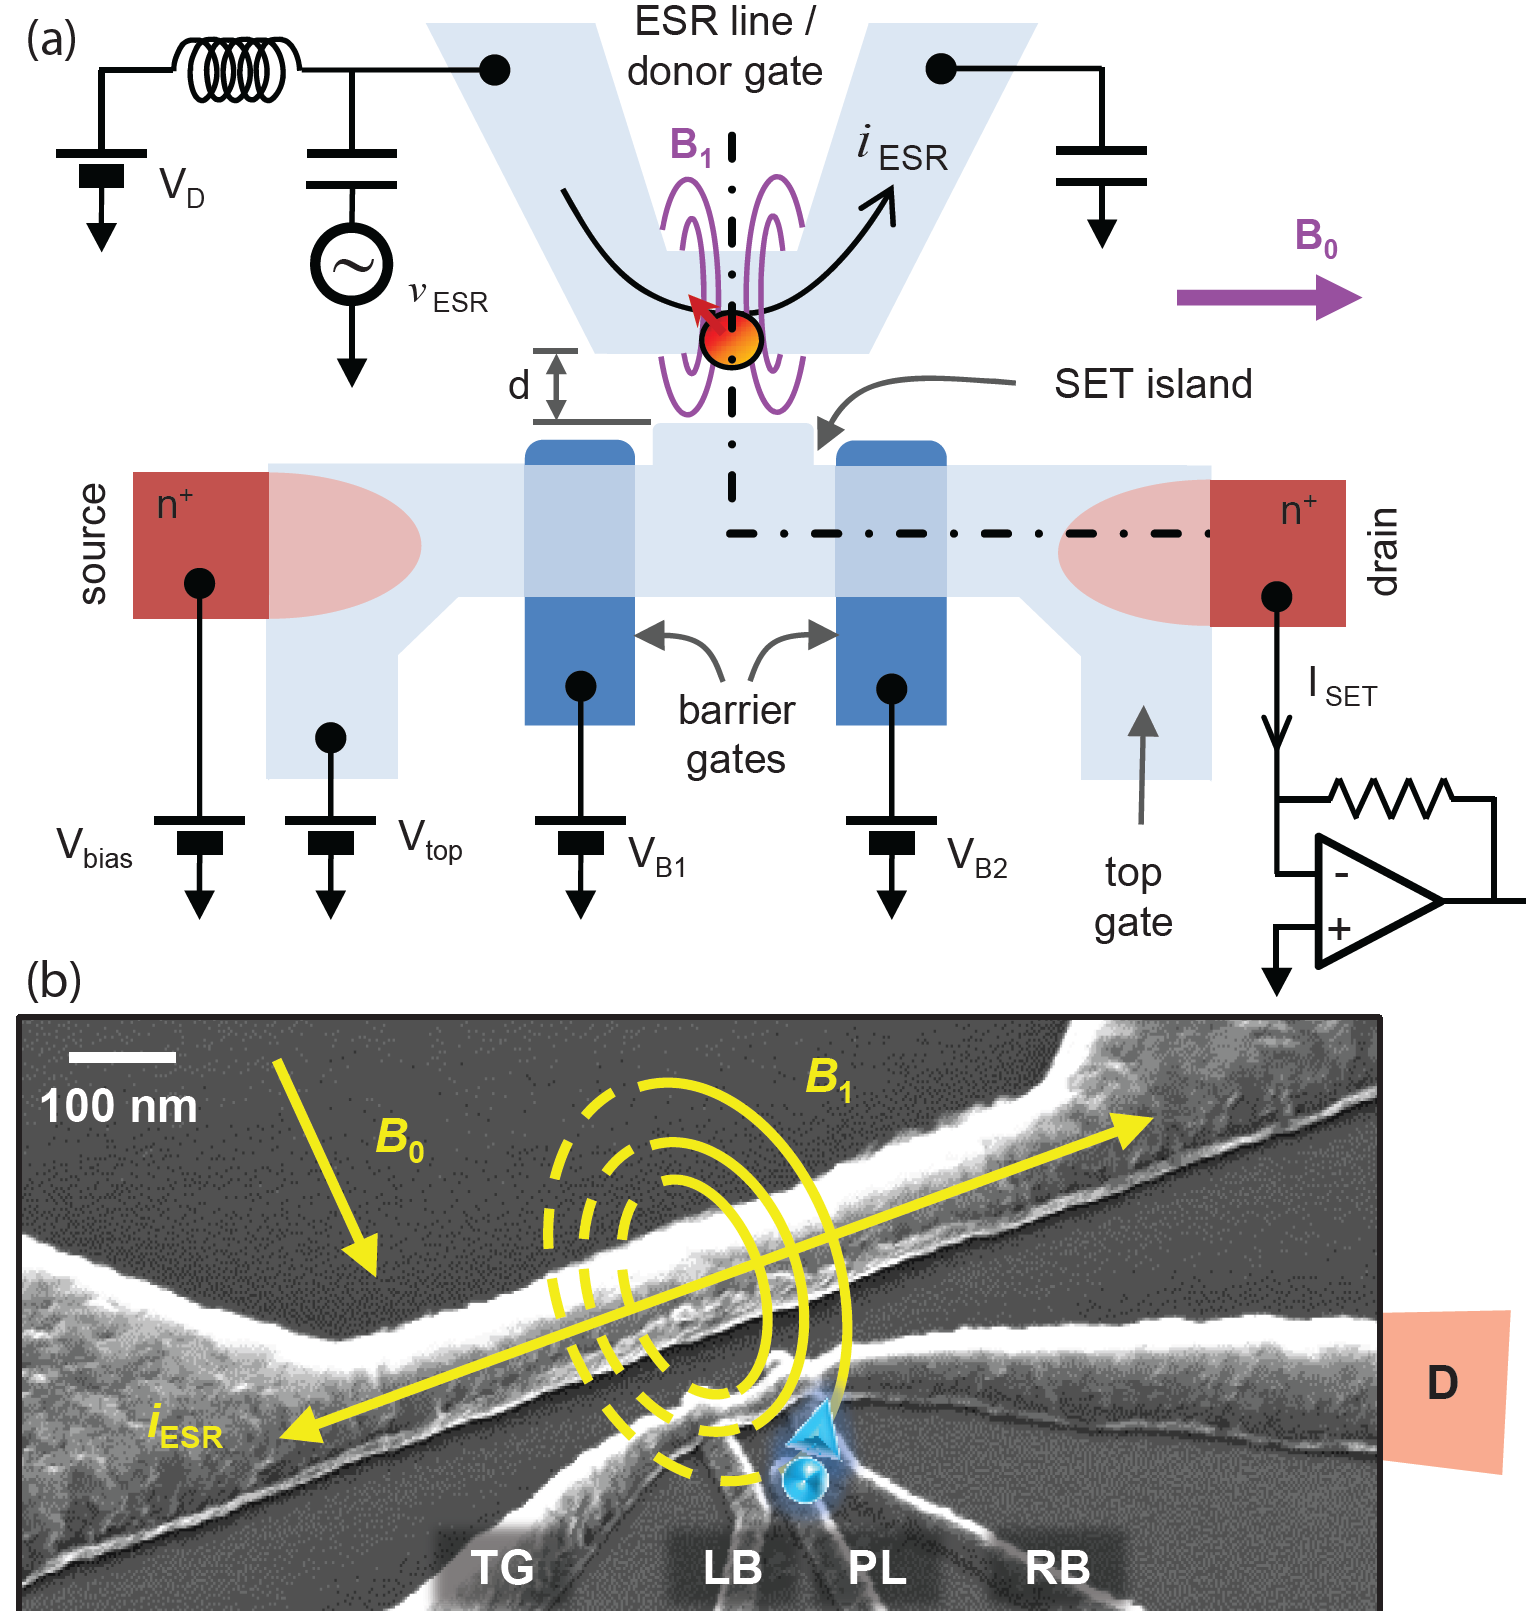 (a)
ESR line /
donor gate
B1
i ESR
VD
B0
v ESR
d
SET island
source
n+
n+
drain
barrier
gates
I SET
Vbias
Vtop
VB1
VB2
top
gate
-
+
(b)
100 nm
B0
B1
iESR
D
TG
LB
PL
RB